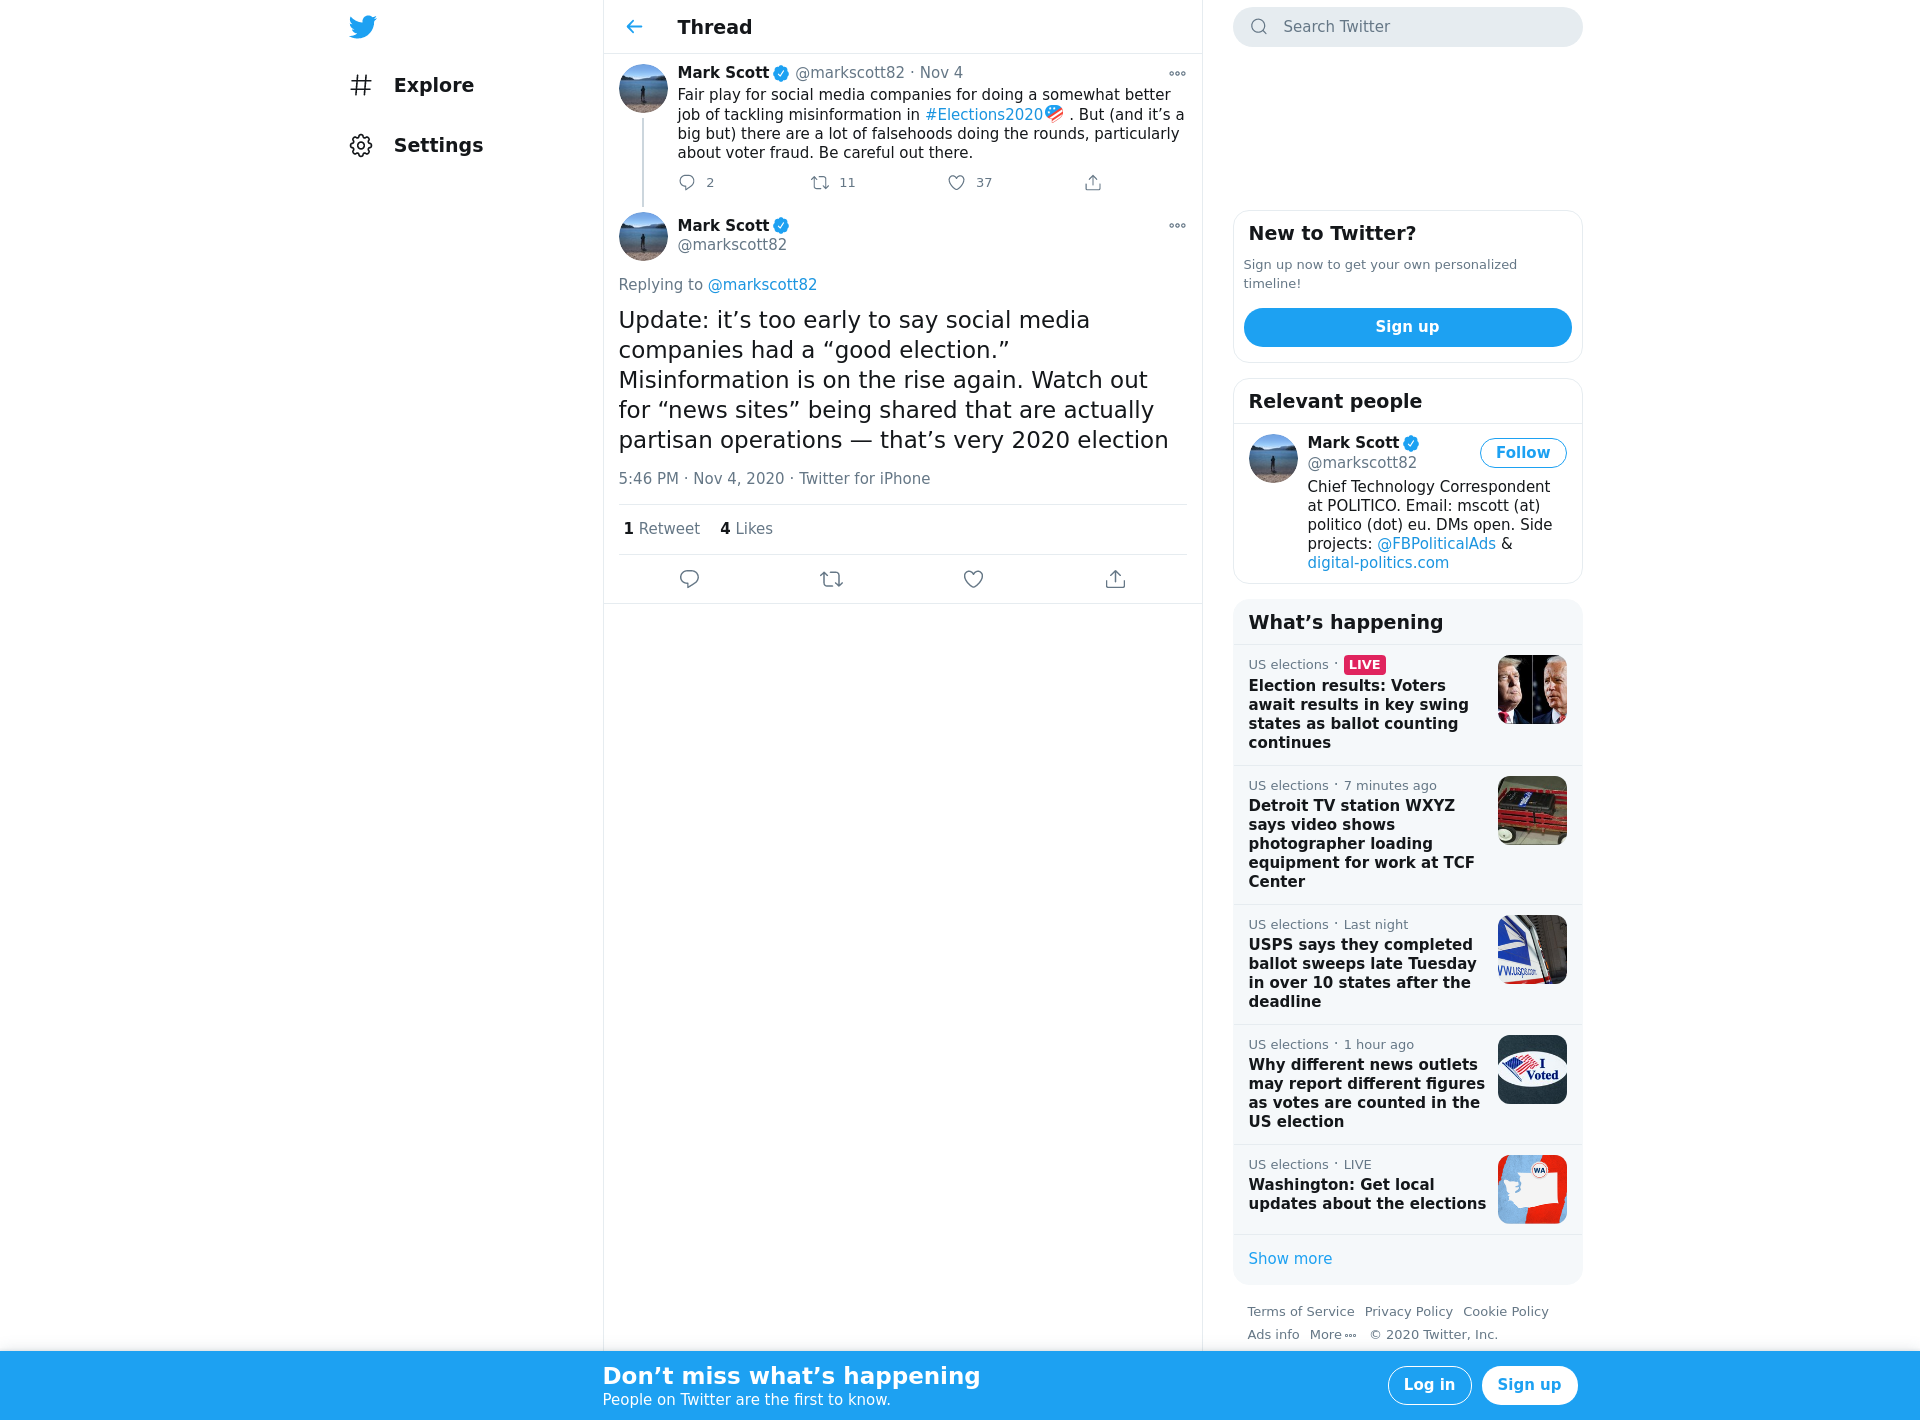 Explore
Settings
Thread
Mark Scott @markscott82 · Nov 4
Fair play for social media companies for doing a somewhat better
job of tackling misinformation in #Elections2020 . But (and it’s a
big but) there are a lot of falsehoods doing the rounds, particularly
about voter fraud. Be careful out there.
2 11 37
Mark Scott
@markscott82
Replying to @markscott82
Update: it’s too early to say social media
companies had a “good election.”
Misinformation is on the rise again. Watch out
for “news sites” being shared that are actually
partisan operations — that’s very 2020 election
5:46 PM · Nov 4, 2020 · Twitter for iPhone
1 Retweet 4 Likes
Search Twitter
New to Twitter?
Sign up now to get your own personalized
timeline!
Sign up
Relevant people
Mark Scott
@markscott82
Follow
Chief Technology Correspondent
at POLITICO. Email: mscott (at)
politico (dot) eu. DMs open. Side
projects: @FBPoliticalAds &
digital-politics.com
What’s happening
US elections · LIVE
Election results: Voters
await results in key swing
states as ballot counting
continues
US elections · 7 minutes ago
Detroit TV station WXYZ
says video shows
photographer loading
equipment for work at TCF
Center
US elections · Last night
USPS says they completed
ballot sweeps late Tuesday
in over 10 states after the
deadline
VW.usps.com
US elections · 1 hour ago
Why different news outlets
may report different figures
as votes are counted in the
US election
I
Voted
US elections · LIVE
Washington: Get local
updates about the elections
WA
Show more
Terms of Service Privacy Policy Cookie Policy
Ads info More © 2020 Twitter, Inc.
Don’t miss what’s happening
People on Twitter are the first to know.
Log in
Sign up